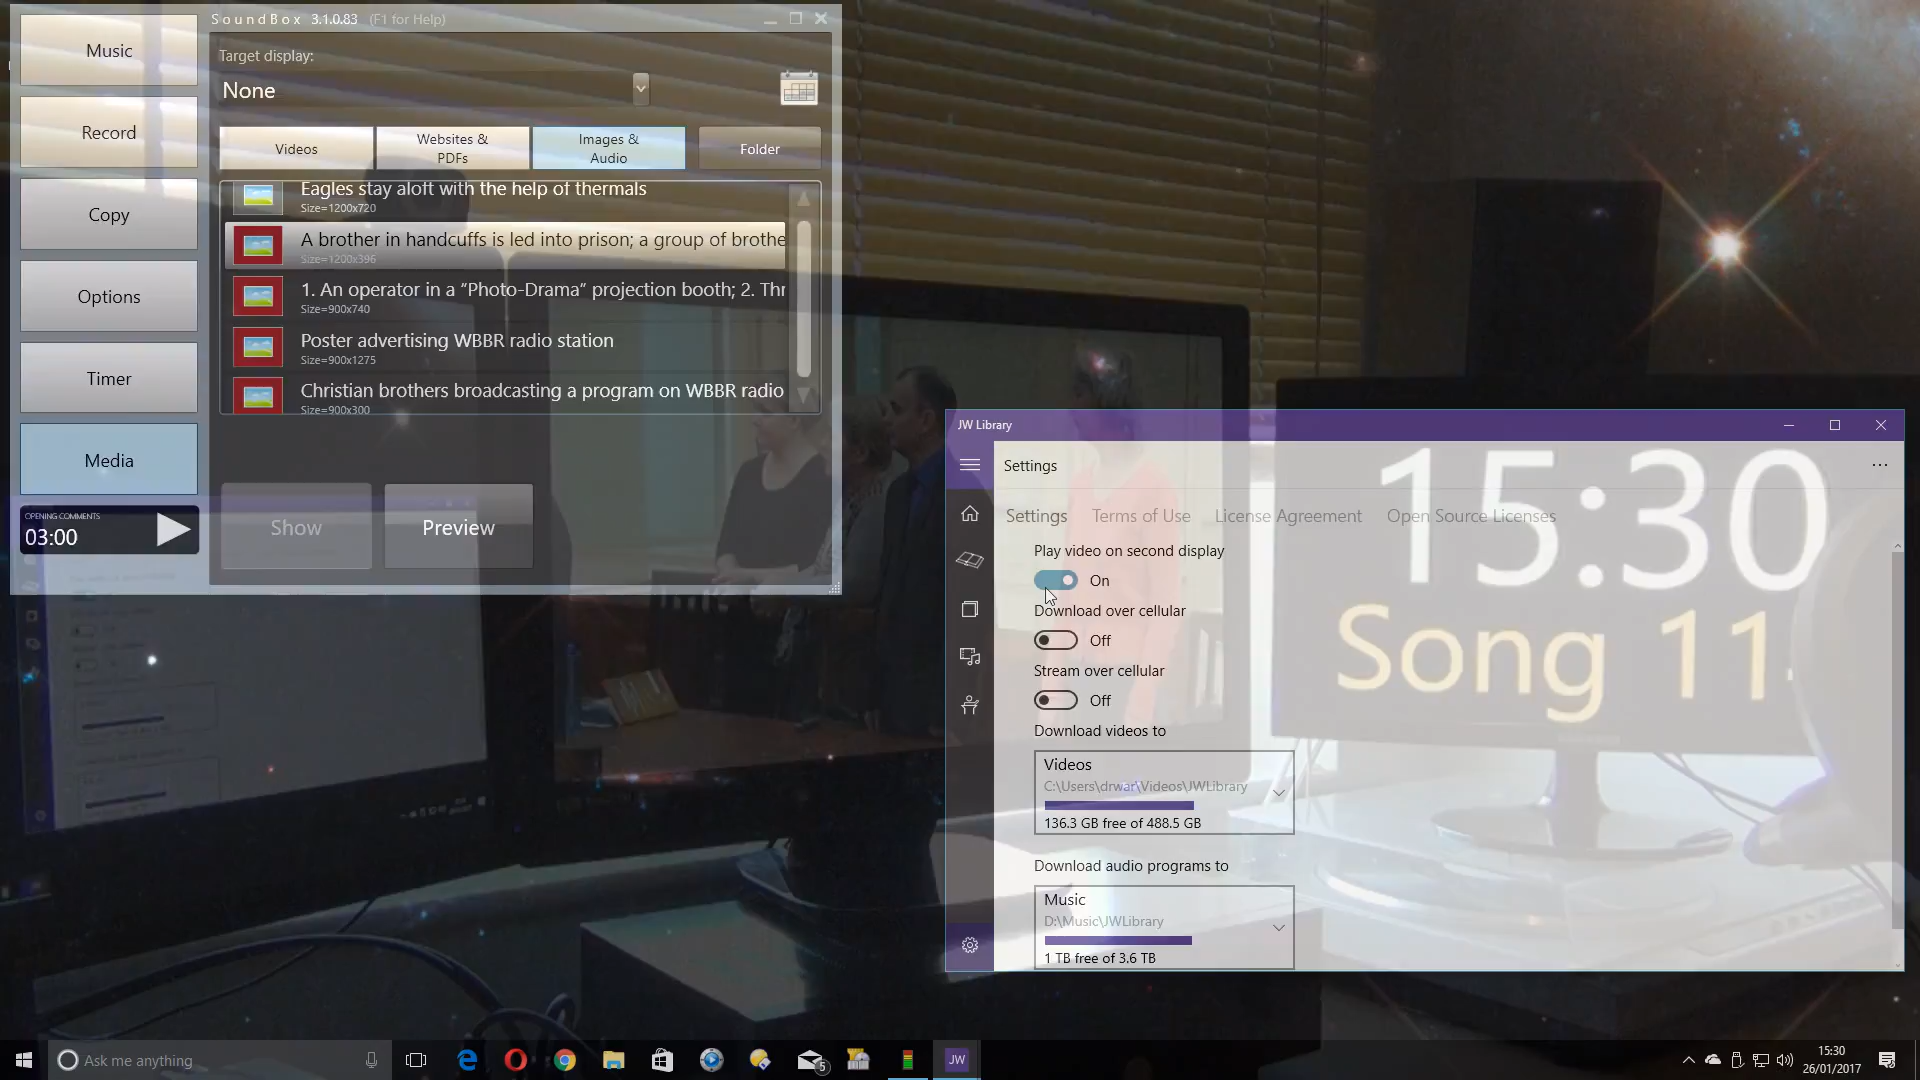 SoundBox 3.1.0.83 (F1 for Help)
Music
Record
Copy
Options
Timer
Media
OPENING COMMENTS
03:00
Target display:
None
Videos
Websites &
PDFs
Images &
Audio
Folder
Eagles stay aloft with the help of thermals
Size=1200x720
A brother in handcuffs is led into prison; a group of brothe
Size=1200x396
1. An operator in a “Photo-Drama” projection booth; 2. Thr
Size=900x740
Poster advertising WBBR radio station
Size=900x1275
Christian brothers broadcasting a program on WBBR radio
Size=900x300
Show
Preview
JW Library
Settings
Settings
Terms of Use
License Agreement
Open Source Licenses
Play video on second display
On
Download over cellular
Off
Stream over cellular
Off
Download videos to
Videos
C:\Users\drwar\Videos\JWLibrary
136.3 GB free of 488.5 GB
Download audio programs to
Music
D:\Music\JWLibrary
1 TB free of 3.6 TB
15:30
Song 11
Ask me anything
5
JW
15:30
26/01/2017